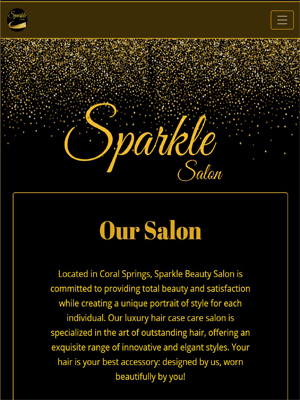 Sparkle
Sparkle
Salon
Our Salon
Located in Coral Springs, Sparkle Beauty Salon is
committed to providing total beauty and satisfaction
while creating a unique portrait of style for each
individual. Our luxury hair case care salon is
specialized in the art of outstanding hair, offering an
exquisite range of innovative and elgant styles. Your
hair is your best accessory: designed by us, worn
beautifully by you!